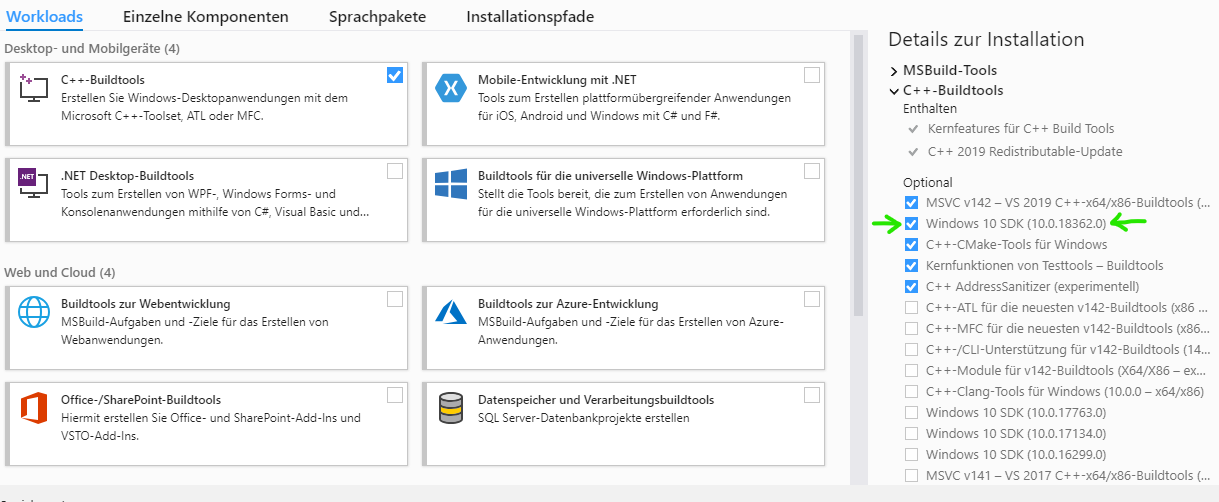 Workloads
Einzelne Komponenten
Sprachpakete
Installationspfade
Desktop- und Mobilgeräte (4)
C++-Buildtools
Erstellen Sie Windows-Desktopanwendungen mit dem
Microsoft C++-Toolset, ATL oder MFC.
Mobile-Entwicklung mit .NET
Tools zum Erstellen plattformübergreifender Anwendungen
für iOS, Android und Windows mit C# und F#.
.NET
.NET Desktop-Buildtools
Tools zum Erstellen von WPF-, Windows Forms- und
Konsolenanwendungen mithilfe von C#, Visual Basic und...
Buildtools für die universelle Windows-Plattform
Stellt die Tools bereit, die zum Erstellen von Anwendungen
für die universelle Windows-Plattform erforderlich sind.
Web und Cloud (4)
Buildtools zur Webentwicklung
MSBuild-Aufgaben und -Ziele für das Erstellen von
Webanwendungen.
Buildtools zur Azure-Entwicklung
MSBuild-Aufgaben und -Ziele für das Erstellen von Azure-
Anwendungen.
Office-/SharePoint-Buildtools
Hiermit erstellen Sie Office- und SharePoint-Add-Ins und
VSTO-Add-Ins.
Datenspeicher und Verarbeitungsbuildtools
SQL Server-Datenbankprojekte erstellen
Details zur Installation
MSBuild-Tools
C++-Buildtools
Enthalten
Kernfeatures für C++ Build Tools
C++ 2019 Redistributable-Update
Optional
MSVC v142 – VS 2019 C++-x64/x86-Buildtools (...
Windows 10 SDK (10.0.18362.0)
C++-CMake-Tools für Windows
Kernfunktionen von Testtools – Buildtools
C++ AddressSanitizer (experimentell)
C++-ATL für die neuesten v142-Buildtools (x86 ...
C++-MFC für die neuesten v142-Buildtools (x86...
C++-/CLI-Unterstützung für v142-Buildtools (14...
C++-Module für v142-Buildtools (X64/X86 – ex...
C++-Clang-Tools für Windows (10.0.0 – x64/x86)
Windows 10 SDK (10.0.17763.0)
Windows 10 SDK (10.0.17134.0)
Windows 10 SDK (10.0.16299.0)
MSVC v141 – VS 2017 C++-x64/x86-Buildtools (...